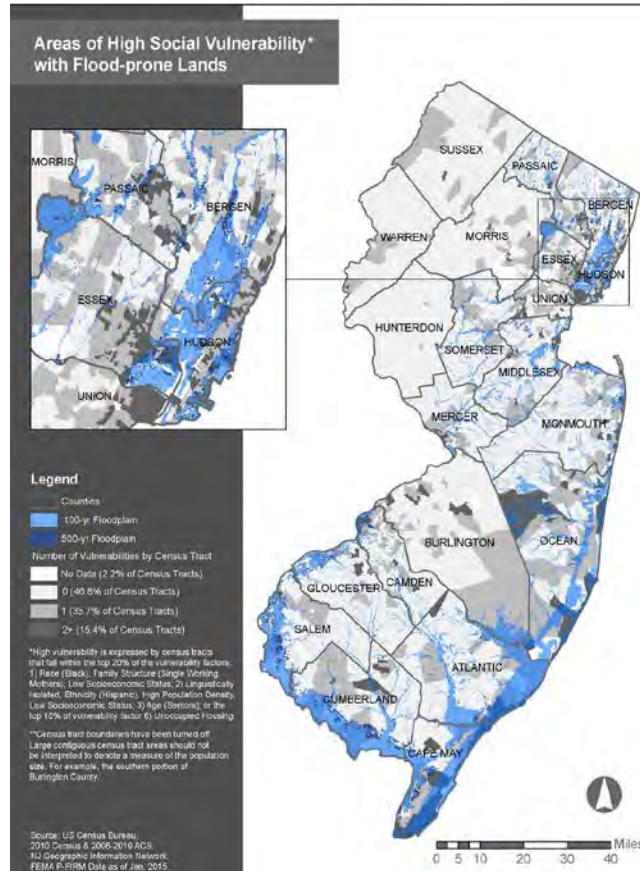 Areas of High Social Vulnerability*
with Flood-prone Lands
MORRIS
PASSAIC
BERGEN
ESSEX
HUDSON
UNION
SUSSEX
PASSAIC
BERGEN
WARREN
MORRIS
ESSEX
HUDSON
UNION
HUNTERDON
SOMERSET
MIDDLESEX
MERCER
MONMOUTH
OCEAN
BURLINGTON
CAMDEN
GLOUCESTER
SALEM
ATLANTIC
CUMBERLAND
CAPE MAY
Legend
Counties
100-yr Floodplain
500-yr Floodplain
Number of Vulnerabilities by Census Tract
No Data (2.2% of Census Tracts)
0 (46.6% of Census Tracts)
1 (35.7% of Census Tracts)
2+ (15.4% of Census Tracts)
*High vulnerability is expressed by census tracts
that fall within the top 20% of the vulnerability factors:
1) Race (Black), Family Structure (Single Working
Mothers), Low Socioeconomic Status; 2) Linguistically
Isolated, Ethnicity (Hispanic), High Population Density,
Low Socioeconomic Status; 3) Age (Seniors); or the
top 10% of vulnerability factor 6) Unoccupied Housing.
**Census tract boundaries have been turned off
Large contiguous census tract areas should not
be interpreted to denote a measure of the population
size. For example, the southern portion of
Burlington County.
Source: US Census Bureau,
2010 Census & 2006-2010 ACS;
NJ Geographic Information Network;
FEMA P-FIRM Data as of Jan. 2015
Miles
0 5 10 20 30 40